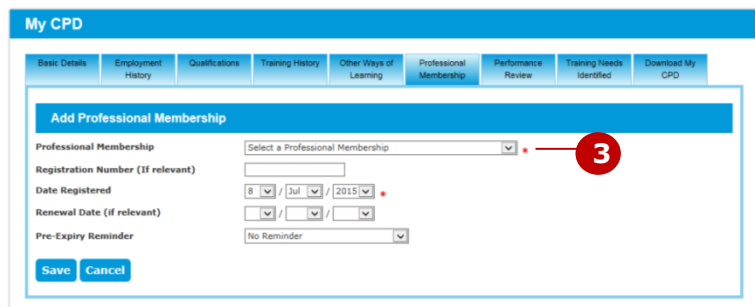 My CPD
Basic Details Employment History Qualifications Training History Other Ways of Learning Professional Membership Performance Review Training Needs Identified Download My CPD
Add Professional Membership
Professional Membership Select a Professional Membership * 3
Registration Number (If relevant)
Date Registered 8 / Jul / 2015 *
Renewal Date (if relevant) / /
Pre-Expiry Reminder No Reminder
Save Cancel